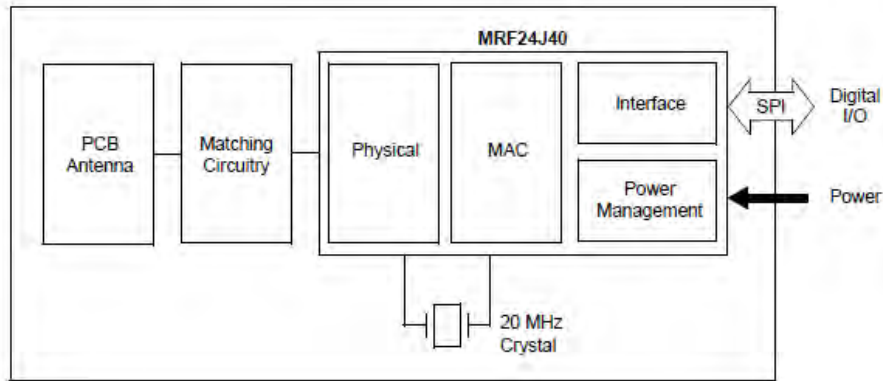 MRF24J40
PCB
Antenna
Matching
Circuitry
Physical
MAC
Interface
Power
Management
SPI
Digital
I/O
Power
20 MHz
Crystal